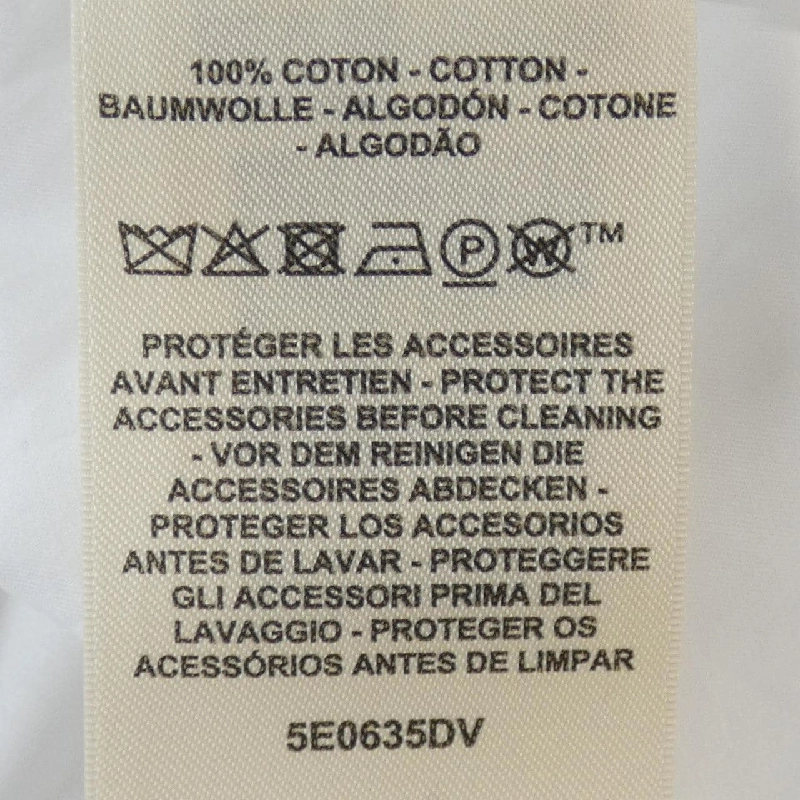 100% COTON - COTTON -
BAUMWOLLE - ALGODÓN - COTONE
- ALGODÃO
P W TM
PROTÉGER LES ACCESSOIRES
AVANT ENTRETIEN - PROTECT THE
ACCESSORIES BEFORE CLEANING
- VOR DEM REINIGEN DIE
ACCESSOIRES ABDECKEN -
PROTEGER LOS ACCESORIOS
ANTES DE LAVAR - PROTEGGERE
GLI ACCESSORI PRIMA DEL
LAVAGGIO - PROTEGER OS
ACESSÓRIOS ANTES DE LIMPAR
5E0635DV